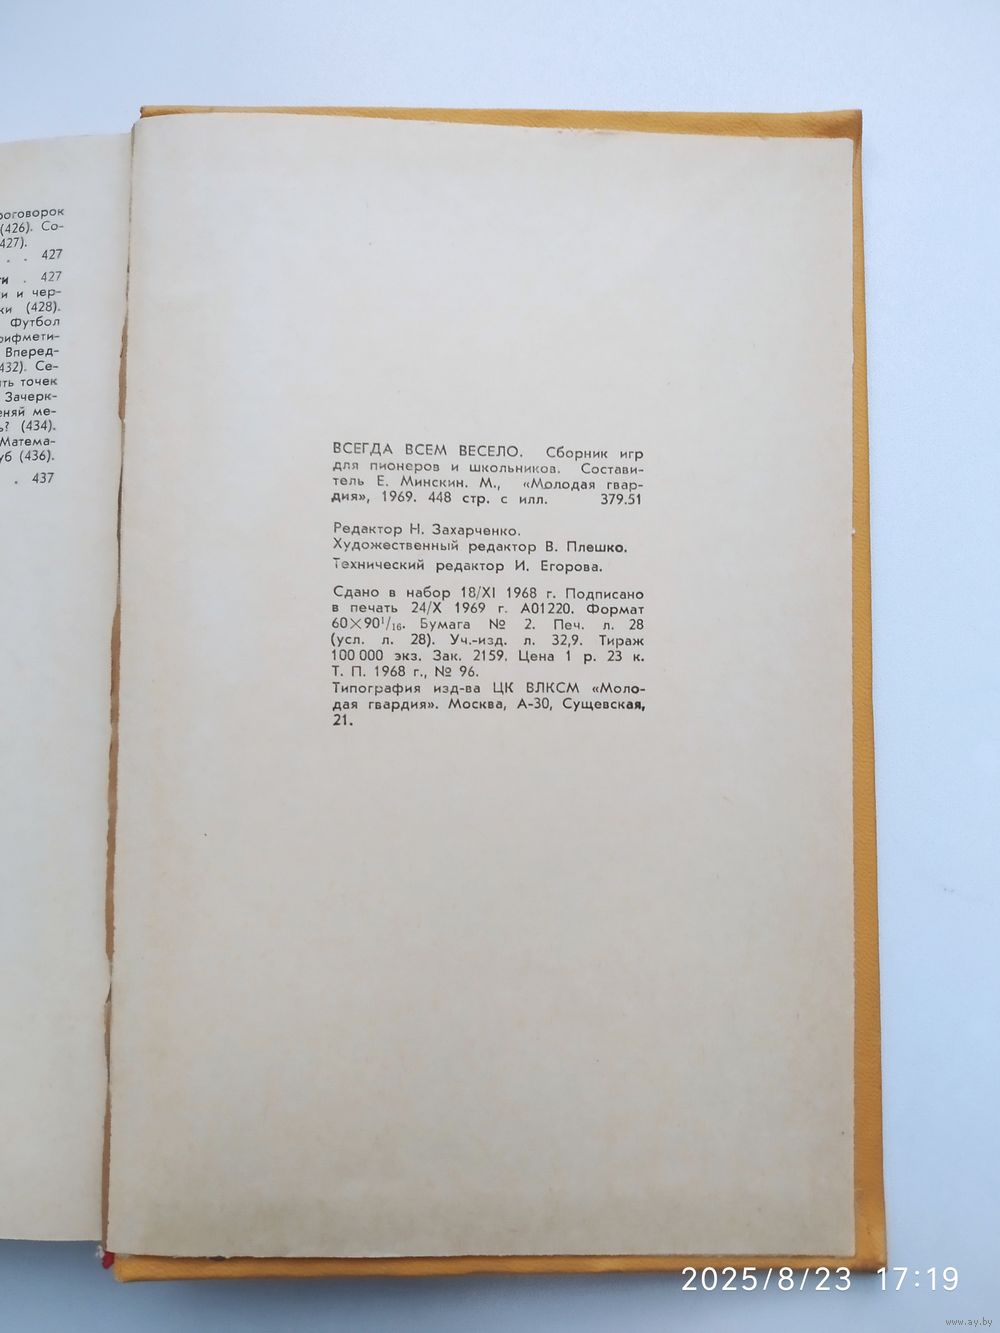 роговорок
(426). Со-
427).
. . 427
ти . 427
и и чер-
ки (428).
Футбол
рифмети-
Вперед-
432). Се-
ть точек
Зачерк-
еняй ме-
ь? (434).
Матема-
уб (436).
. 437
ВСЕГДА ВСЕМ ВЕСЕЛО. Сборник игр
для пионеров и школьников. Состави-
тель Е. Минскин. М., «Молодая гвар-
дия», 1969. 448 стр. с илл. 379.51
Редактор Н. Захарченко.
Художественный редактор В. Плешко.
Технический редактор И. Егорова.
Сдано в набор 18/XI 1968 г. Подписано
в печать 24/X 1969 г. А01220. Формат
60×90¹/₁₆. Бумага № 2. Печ. л. 28
(усл. л. 28). Уч.-изд. л. 32,9. Тираж
100 000 экз. Зак. 2159. Цена 1 р. 23 к.
Т. П. 1968 г., № 96.
Типография изд-ва ЦК ВЛКСМ «Моло-
дая гвардия». Москва, А-30, Сущевская,
21.
2025/8/23 17:19
www.ay.by